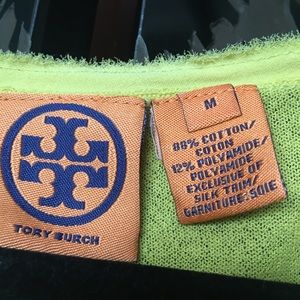 TORY BURCH
M
88% COTTON/
COTON
12% POLYAMIDE/
POLYAMIDE
EXCLUSIVE OF
SILK TRIM/
GARNITURE: SOIE